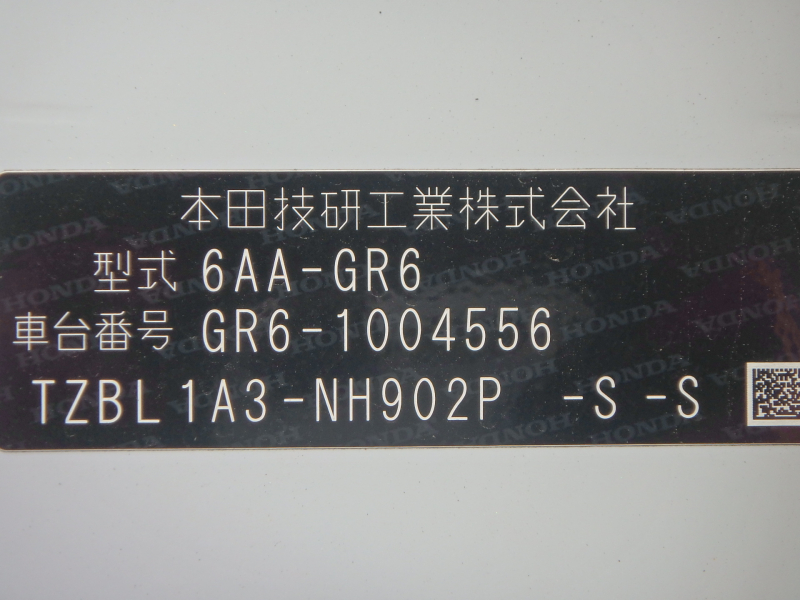 本田技研工業株式会社
型式 6AA-GR6
車台番号 GR6-1004556
TZBL1A3-NH902P -S -S